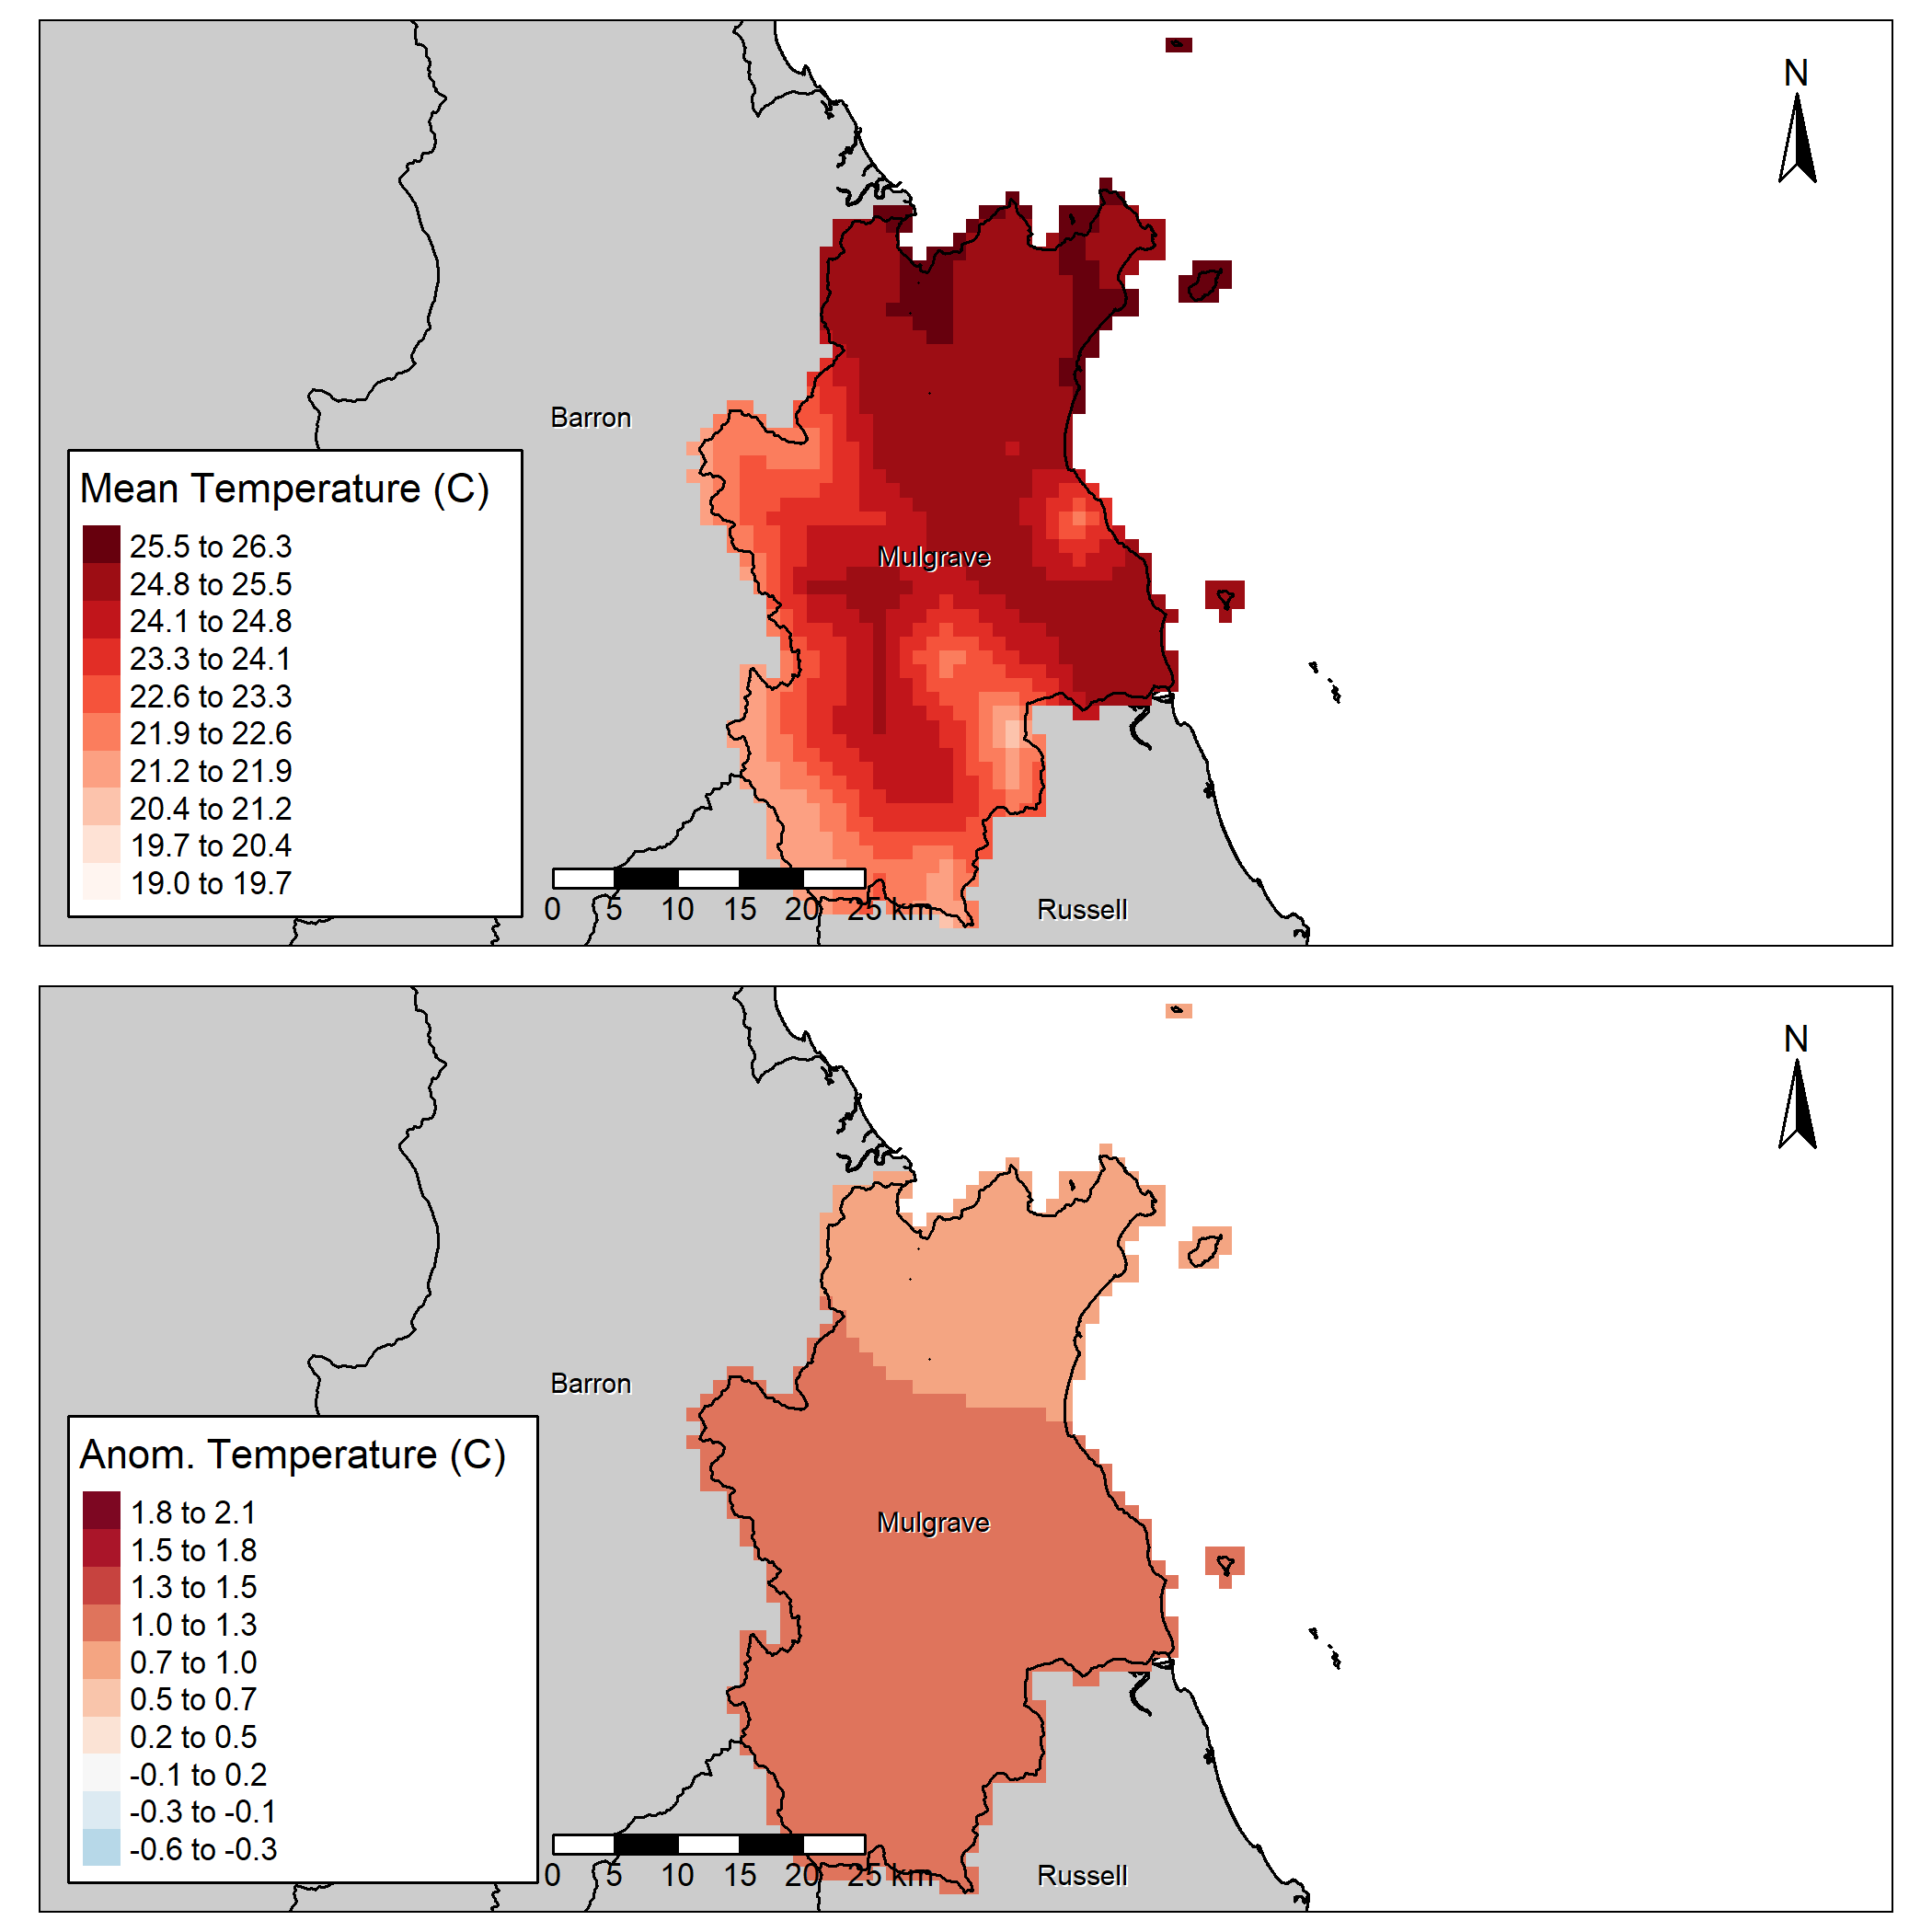 N
Barron
Mean Temperature (C)
25.5 to 26.3
24.8 to 25.5
24.1 to 24.8
23.3 to 24.1
22.6 to 23.3
21.9 to 22.6
21.2 to 21.9
20.4 to 21.2
19.7 to 20.4
19.0 to 19.7
Mulgrave
0 5 10 15 20 25 km
Russell
N
Barron
Anom. Temperature (C)
1.8 to 2.1
1.5 to 1.8
1.3 to 1.5
1.0 to 1.3
0.7 to 1.0
0.5 to 0.7
0.2 to 0.5
-0.1 to 0.2
-0.3 to -0.1
-0.6 to -0.3
Mulgrave
0 5 10 15 20 25 km
Russell